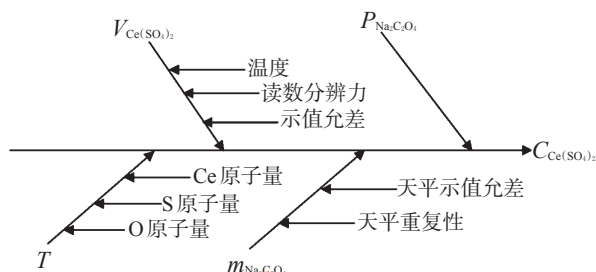 V_Ce(SO₄)₂
P_Na₂C₂O₄
温度
读数分辨力
示值允差
C_Ce(SO₄)₂
Ce原子量
S原子量
O原子量
天平示值允差
天平重复性
T
m_Na₂C₂O₄